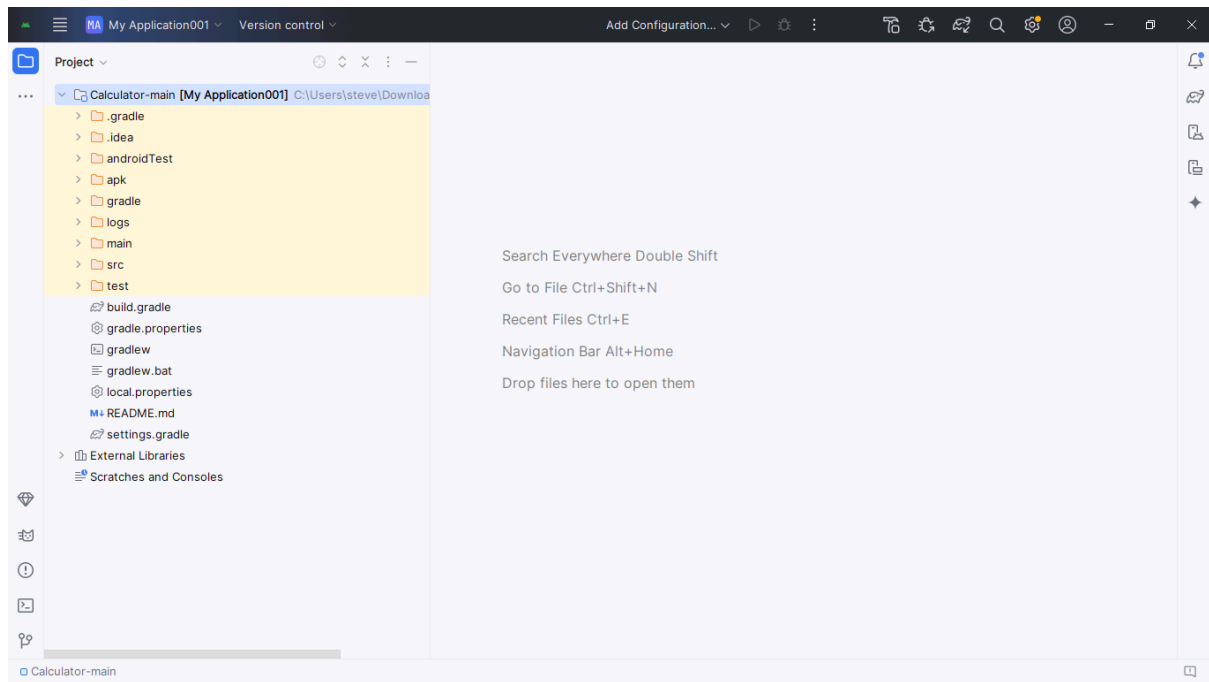 MA My Application001 Version control Add Configuration...
Project
Calculator-main [My Application001] C:\Users\steve\Downloa
.gradle
.idea
androidTest
apk
gradle
logs
main
src
test
build.gradle
gradle.properties
gradlew
gradlew.bat
local.properties
M↓ README.md
settings.gradle
External Libraries
Scratches and Consoles
Search Everywhere Double Shift
Go to File Ctrl+Shift+N
Recent Files Ctrl+E
Navigation Bar Alt+Home
Drop files here to open them
Calculator-main